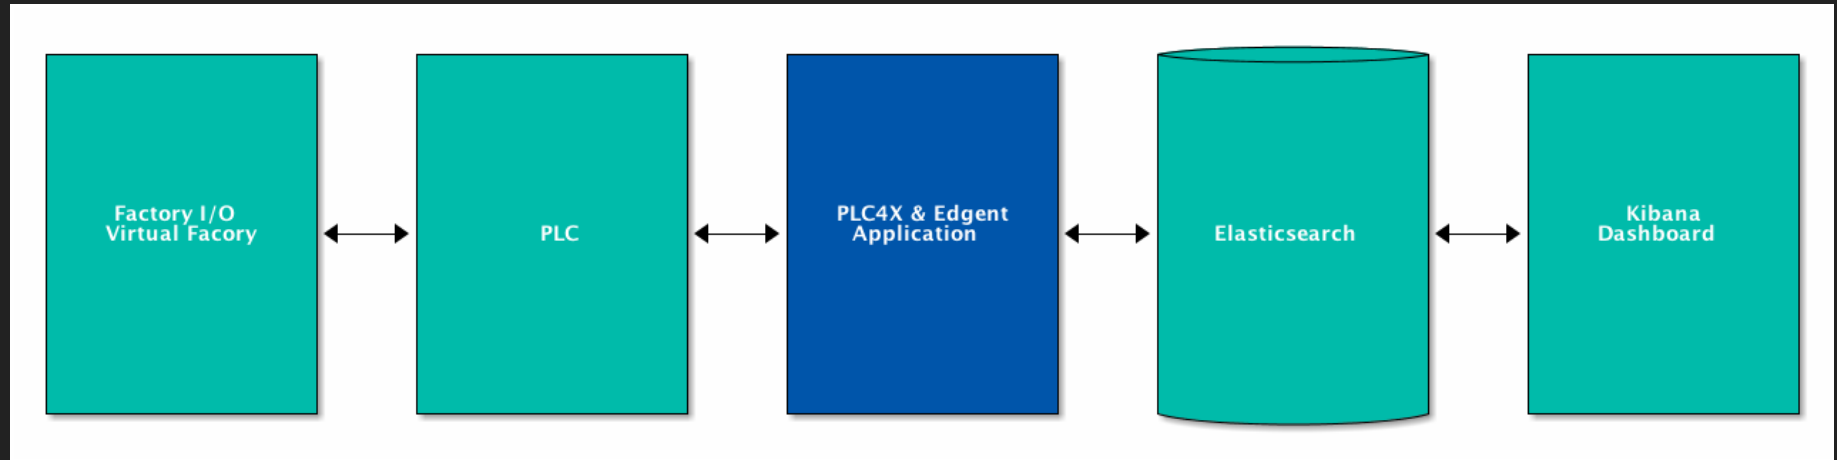 Factory I/O
Virtual Facory
PLC
PLC4X & Edgent
Application
Elasticsearch
Kibana
Dashboard